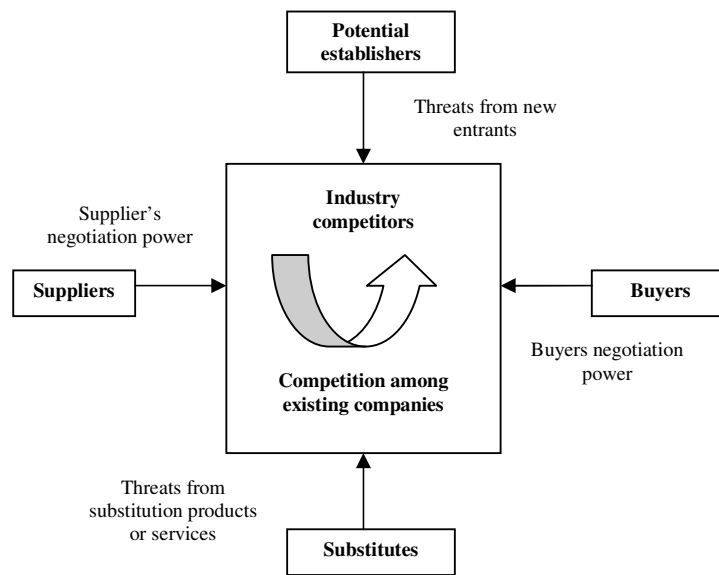 Potential
establishers
Threats from new
entrants
Industry
competitors
Supplier's
negotiation power
Suppliers
Buyers
Buyers negotiation
power
Competition among
existing companies
Threats from
substitution products
or services
Substitutes